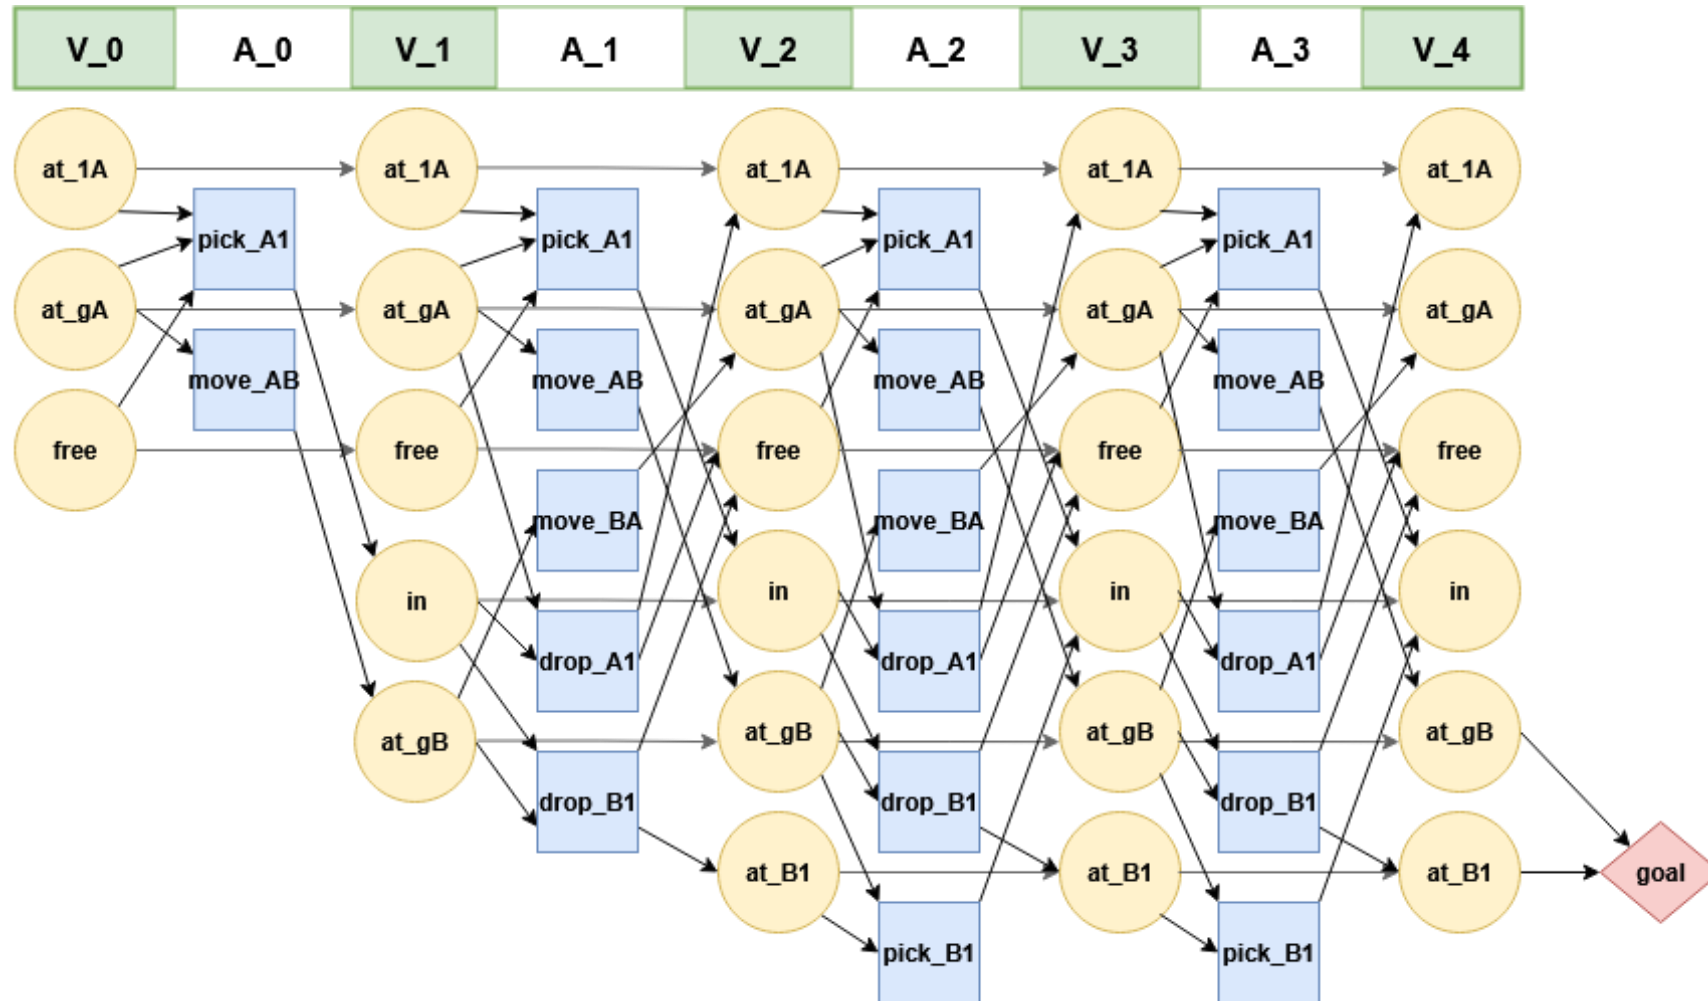 V_0 A_0 V_1 A_1 V_2 A_2 V_3 A_3 V_4
at_1A at_1A at_1A at_1A at_1A
pick_A1 pick_A1 pick_A1 pick_A1
at_gA at_gA at_gA at_gA at_gA
move_AB move_AB move_AB move_AB
free free free free free
move_BA move_BA move_BA
in in in in
drop_A1 drop_A1 drop_A1
at_gB at_gB at_gB at_gB
drop_B1 drop_B1 drop_B1
at_B1 at_B1 at_B1 goal
pick_B1 pick_B1